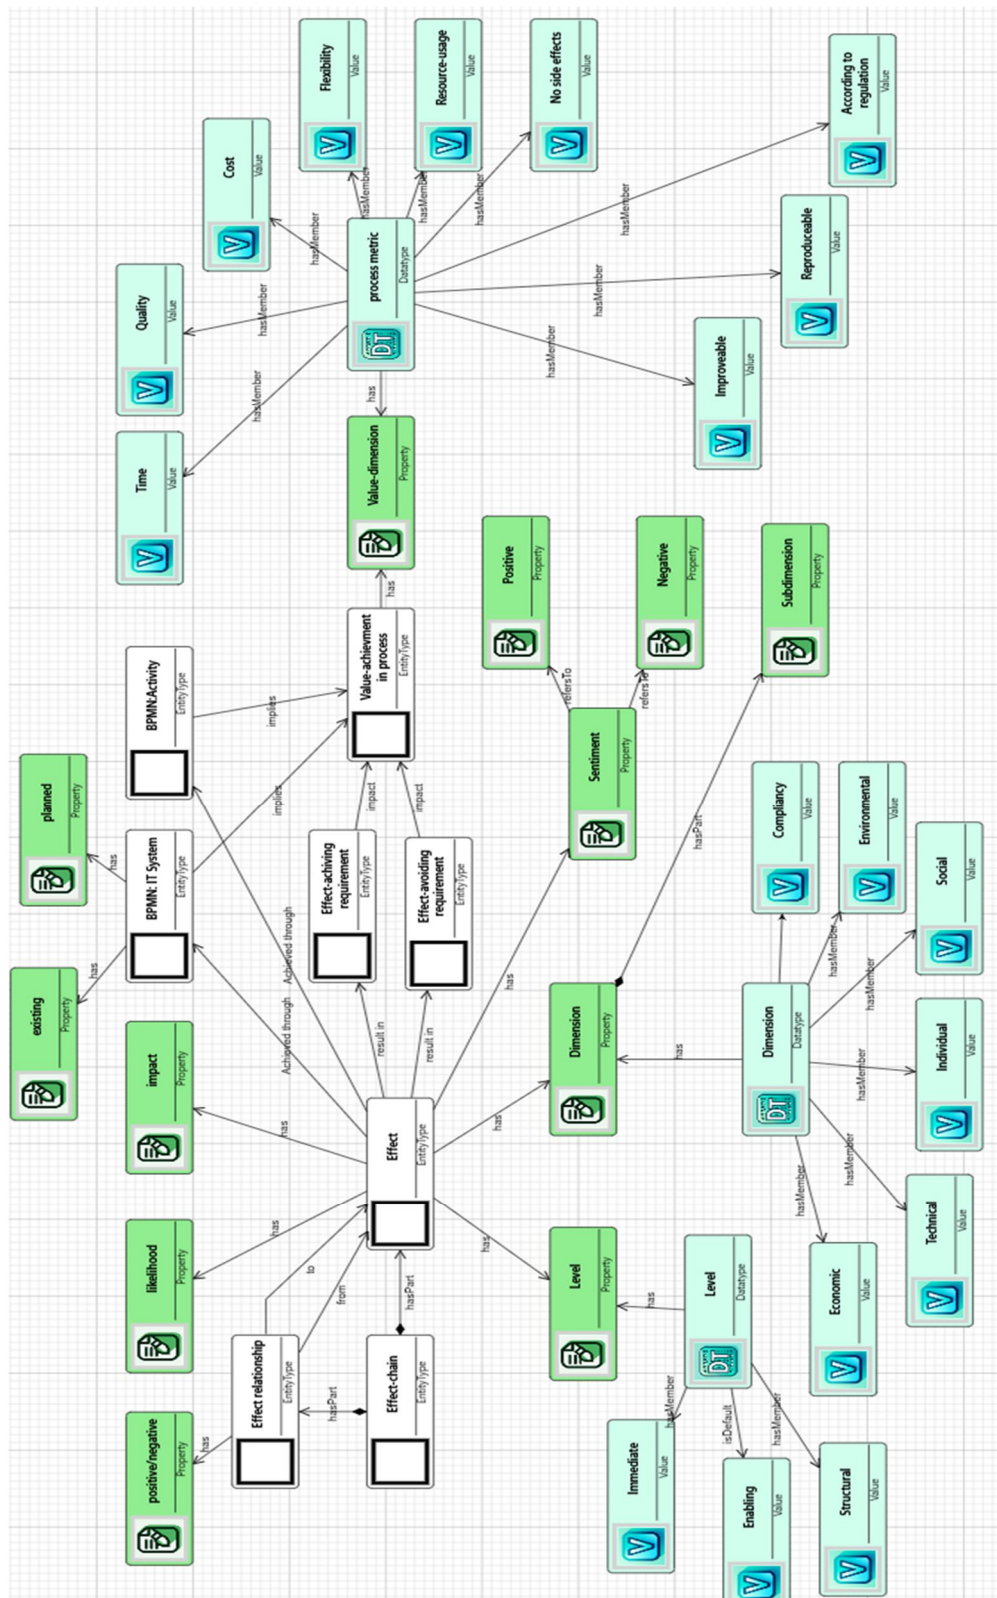 existing
Property
planned
Property
has
has
positive/negative
Property
likelihood
Property
impact
Property
BPMN: IT System
EntityType
BPMN:Activity
EntityType
V
Time
Value
V
Quality
Value
has
has
has
Achieved through
Achieved through
implies
implies
hasMember
hasMember
V
Cost
Value
Effect relationship
EntityType
to
from
hasPart
hasMember
V
Flexibility
Value
Effect-achiving
requirement
EntityType
Effect-chain
EntityType
hasPart
Effect
EntityType
result in
result in
Effect-avoiding
requirement
EntityType
impact
impact
Value-achievment
in process
EntityType
has
Value-dimension
Property
has
DT
process metric
Datatype
hasMember
hasMember
hasMember
V
Resource-usage
Value
V
No side effects
Value
has
has
has
Positive
Property
hasMember
hasMember
hasMember
Level
Property
Dimension
Property
Sentiment
Property
refersTo
refersTo
Negative
Property
V
Immediate
Value
hasMember
has
has
hasPart
DT
Level
Datatype
V
Improveable
Value
isDefault
hasMember
V
Enabling
Value
DT
Dimension
Datatype
V
Compliancy
Value
Subdimension
Property
V
Reproduceable
Value
hasMember
hasMember
hasMember
hasMember
hasMember
V
Structural
Value
V
Economic
Value
V
Environmental
Value
V
According to
regulation
Value
V
Technical
Value
V
Individual
Value
V
Social
Value